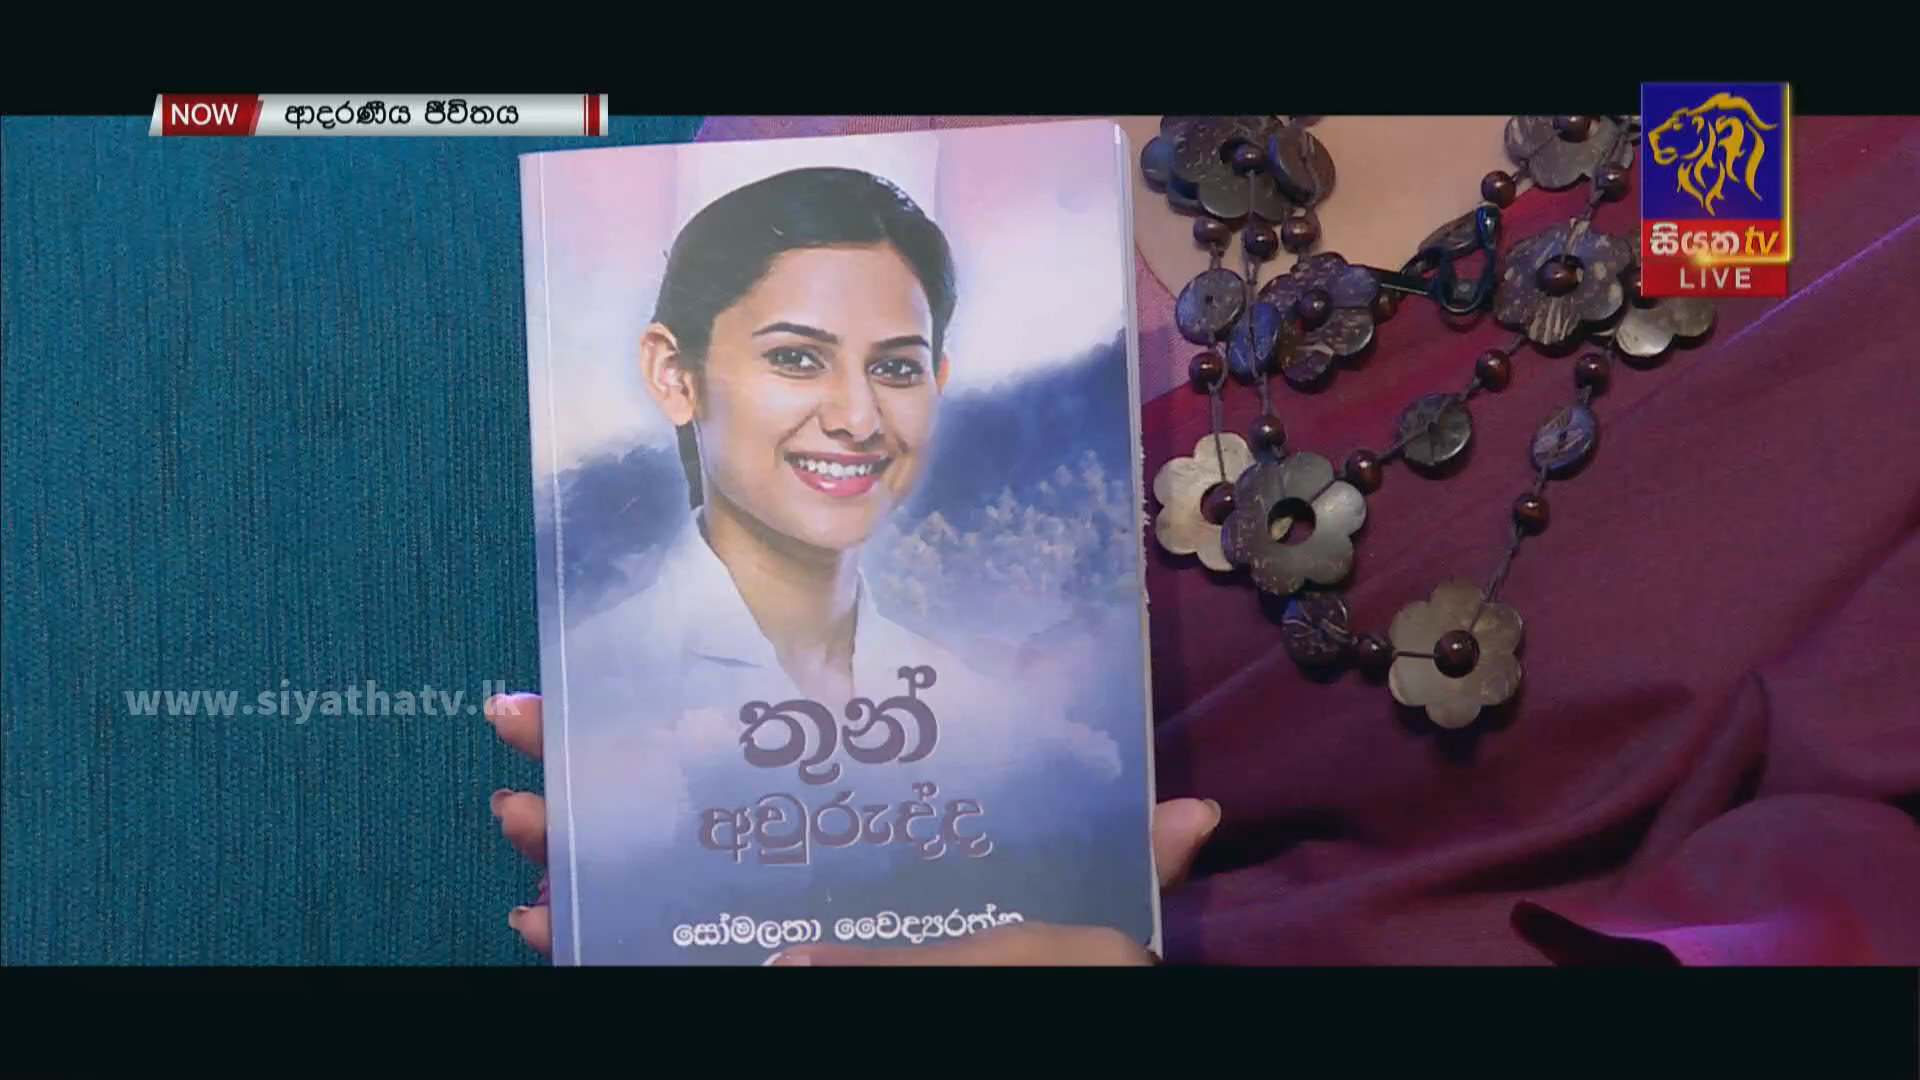 NOW ආදරණීය ජීවිතය
සියත tv
LIVE
www.siyathatv.lk
තුන්
අවුරුද්ද
සෝමලතා වෛද්‍යරත්න